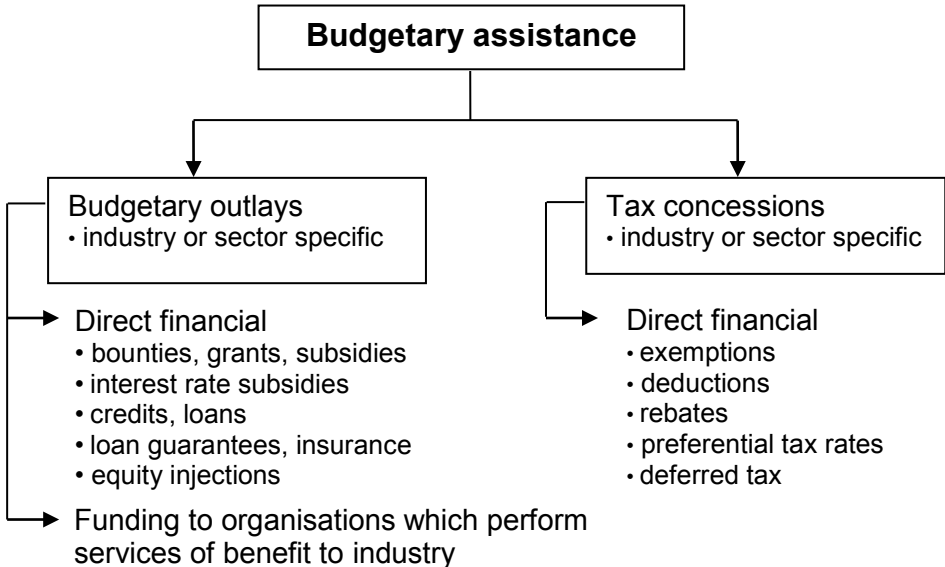 Budgetary assistance
Budgetary outlays
• industry or sector specific
Direct financial
• bounties, grants, subsidies
• interest rate subsidies
• credits, loans
• loan guarantees, insurance
• equity injections
Funding to organisations which perform
services of benefit to industry
Tax concessions
• industry or sector specific
Direct financial
• exemptions
• deductions
• rebates
• preferential tax rates
• deferred tax